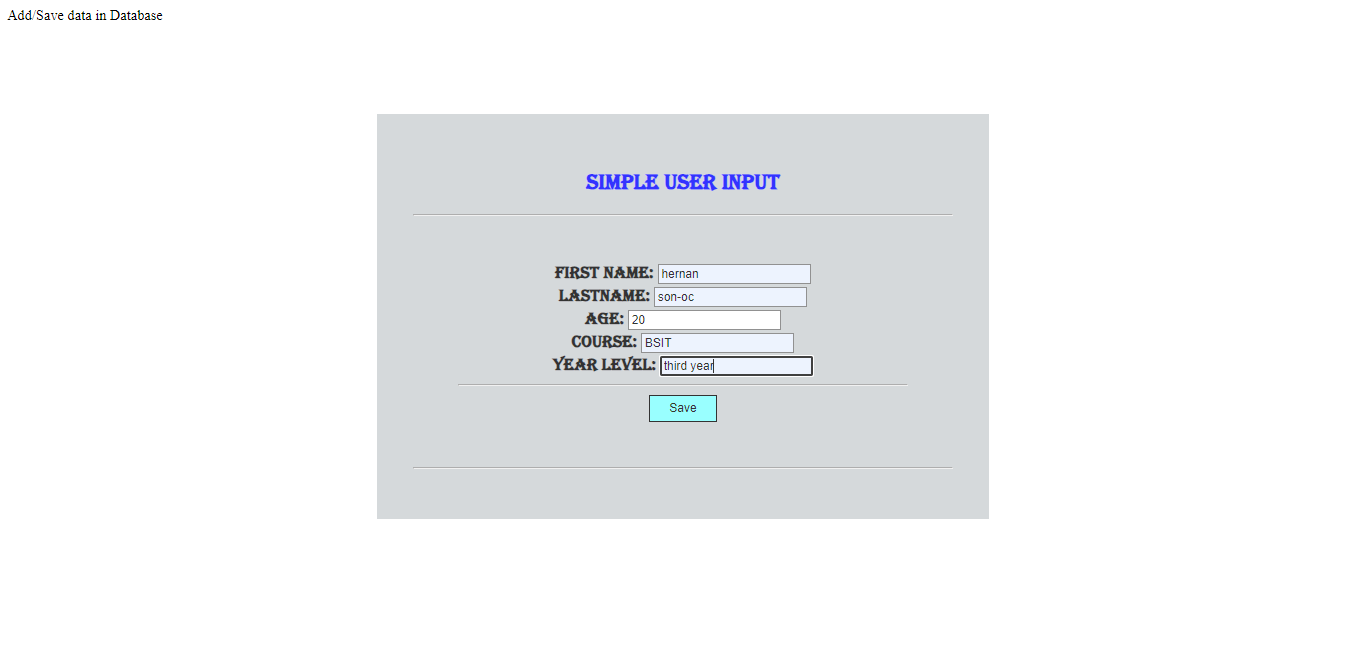 Add/Save data in Database
SIMPLE USER INPUT
FIRST NAME: hernan
LASTNAME: son-oc
AGE: 20
COURSE: BSIT
YEAR LEVEL: third year
Save